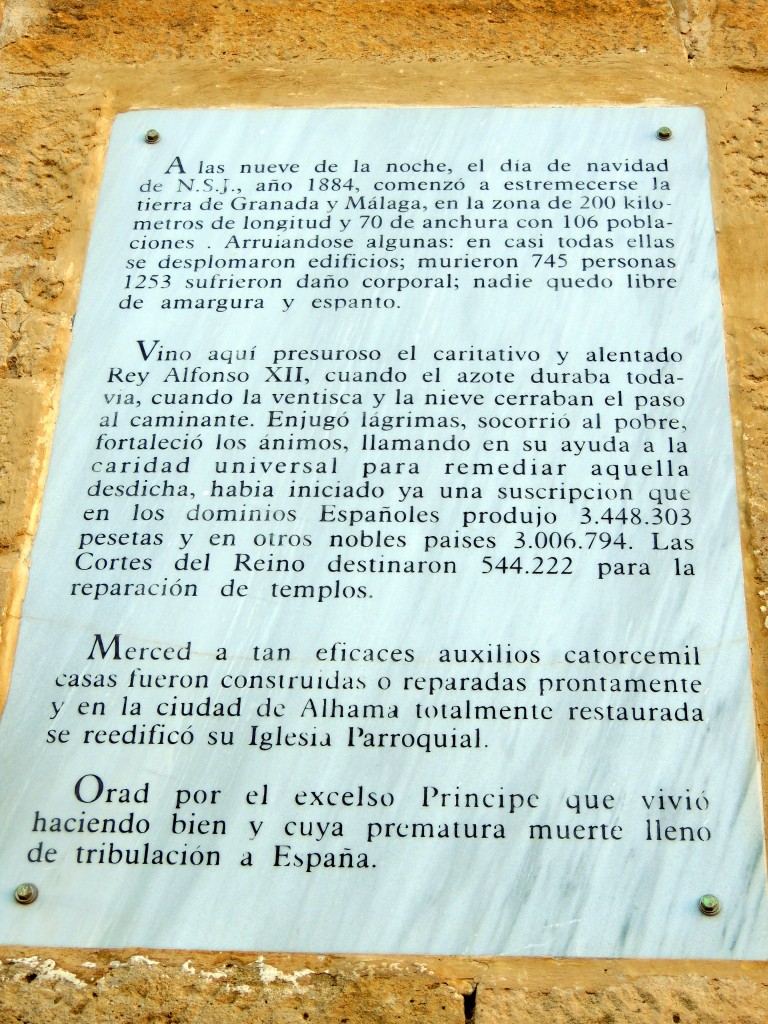 A las nueve de la noche, el dia de navidad
de N.S.J., año 1884, comenzó a estremecerse la
tierra de Granada y Málaga, en la zona de 200 kilo-
metros de longitud y 70 de anchura con 106 pobla-
ciones . Arruiandose algunas: en casi todas ellas
se desplomaron edificios; murieron 745 personas
1253 sufrieron daño corporal; nadie quedo libre
de amargura y espanto.
Vino aquí presuroso el caritativo y alentado
Rey Alfonso XII, cuando el azote duraba toda-
via, cuando la ventisca y la nieve cerraban el paso
al caminante. Enjugó lágrimas, socorrió al pobre,
fortaleció los ánimos, llamando en su ayuda a la
caridad universal para remediar aquella
desdicha, habia iniciado ya una suscripcion que
en los dominios Españoles produjo 3.448.303
pesetas y en otros nobles paises 3.006.794. Las
Cortes del Reino destinaron 544.222 para la
reparación de templos.
Merced a tan eficaces auxilios catorcemil
casas fueron construidas o reparadas prontamente
y en la ciudad de Alhama totalmente restaurada
se reedificó su Iglesia Parroquial.
Orad por el excelso Principe que vivió
haciendo bien y cuya prematura muerte lleno
de tribulación a España.